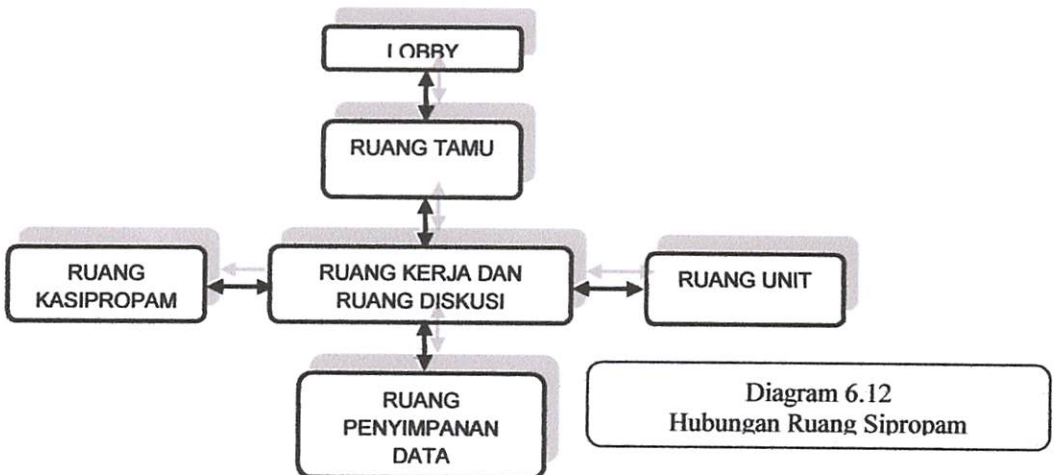 LOBBY
RUANG TAMU
RUANG
KASIPROPAM
RUANG KERJA DAN
RUANG DISKUSI
RUANG UNIT
RUANG
PENYIMPANAN
DATA
Diagram 6.12
Hubungan Ruang Sipropam